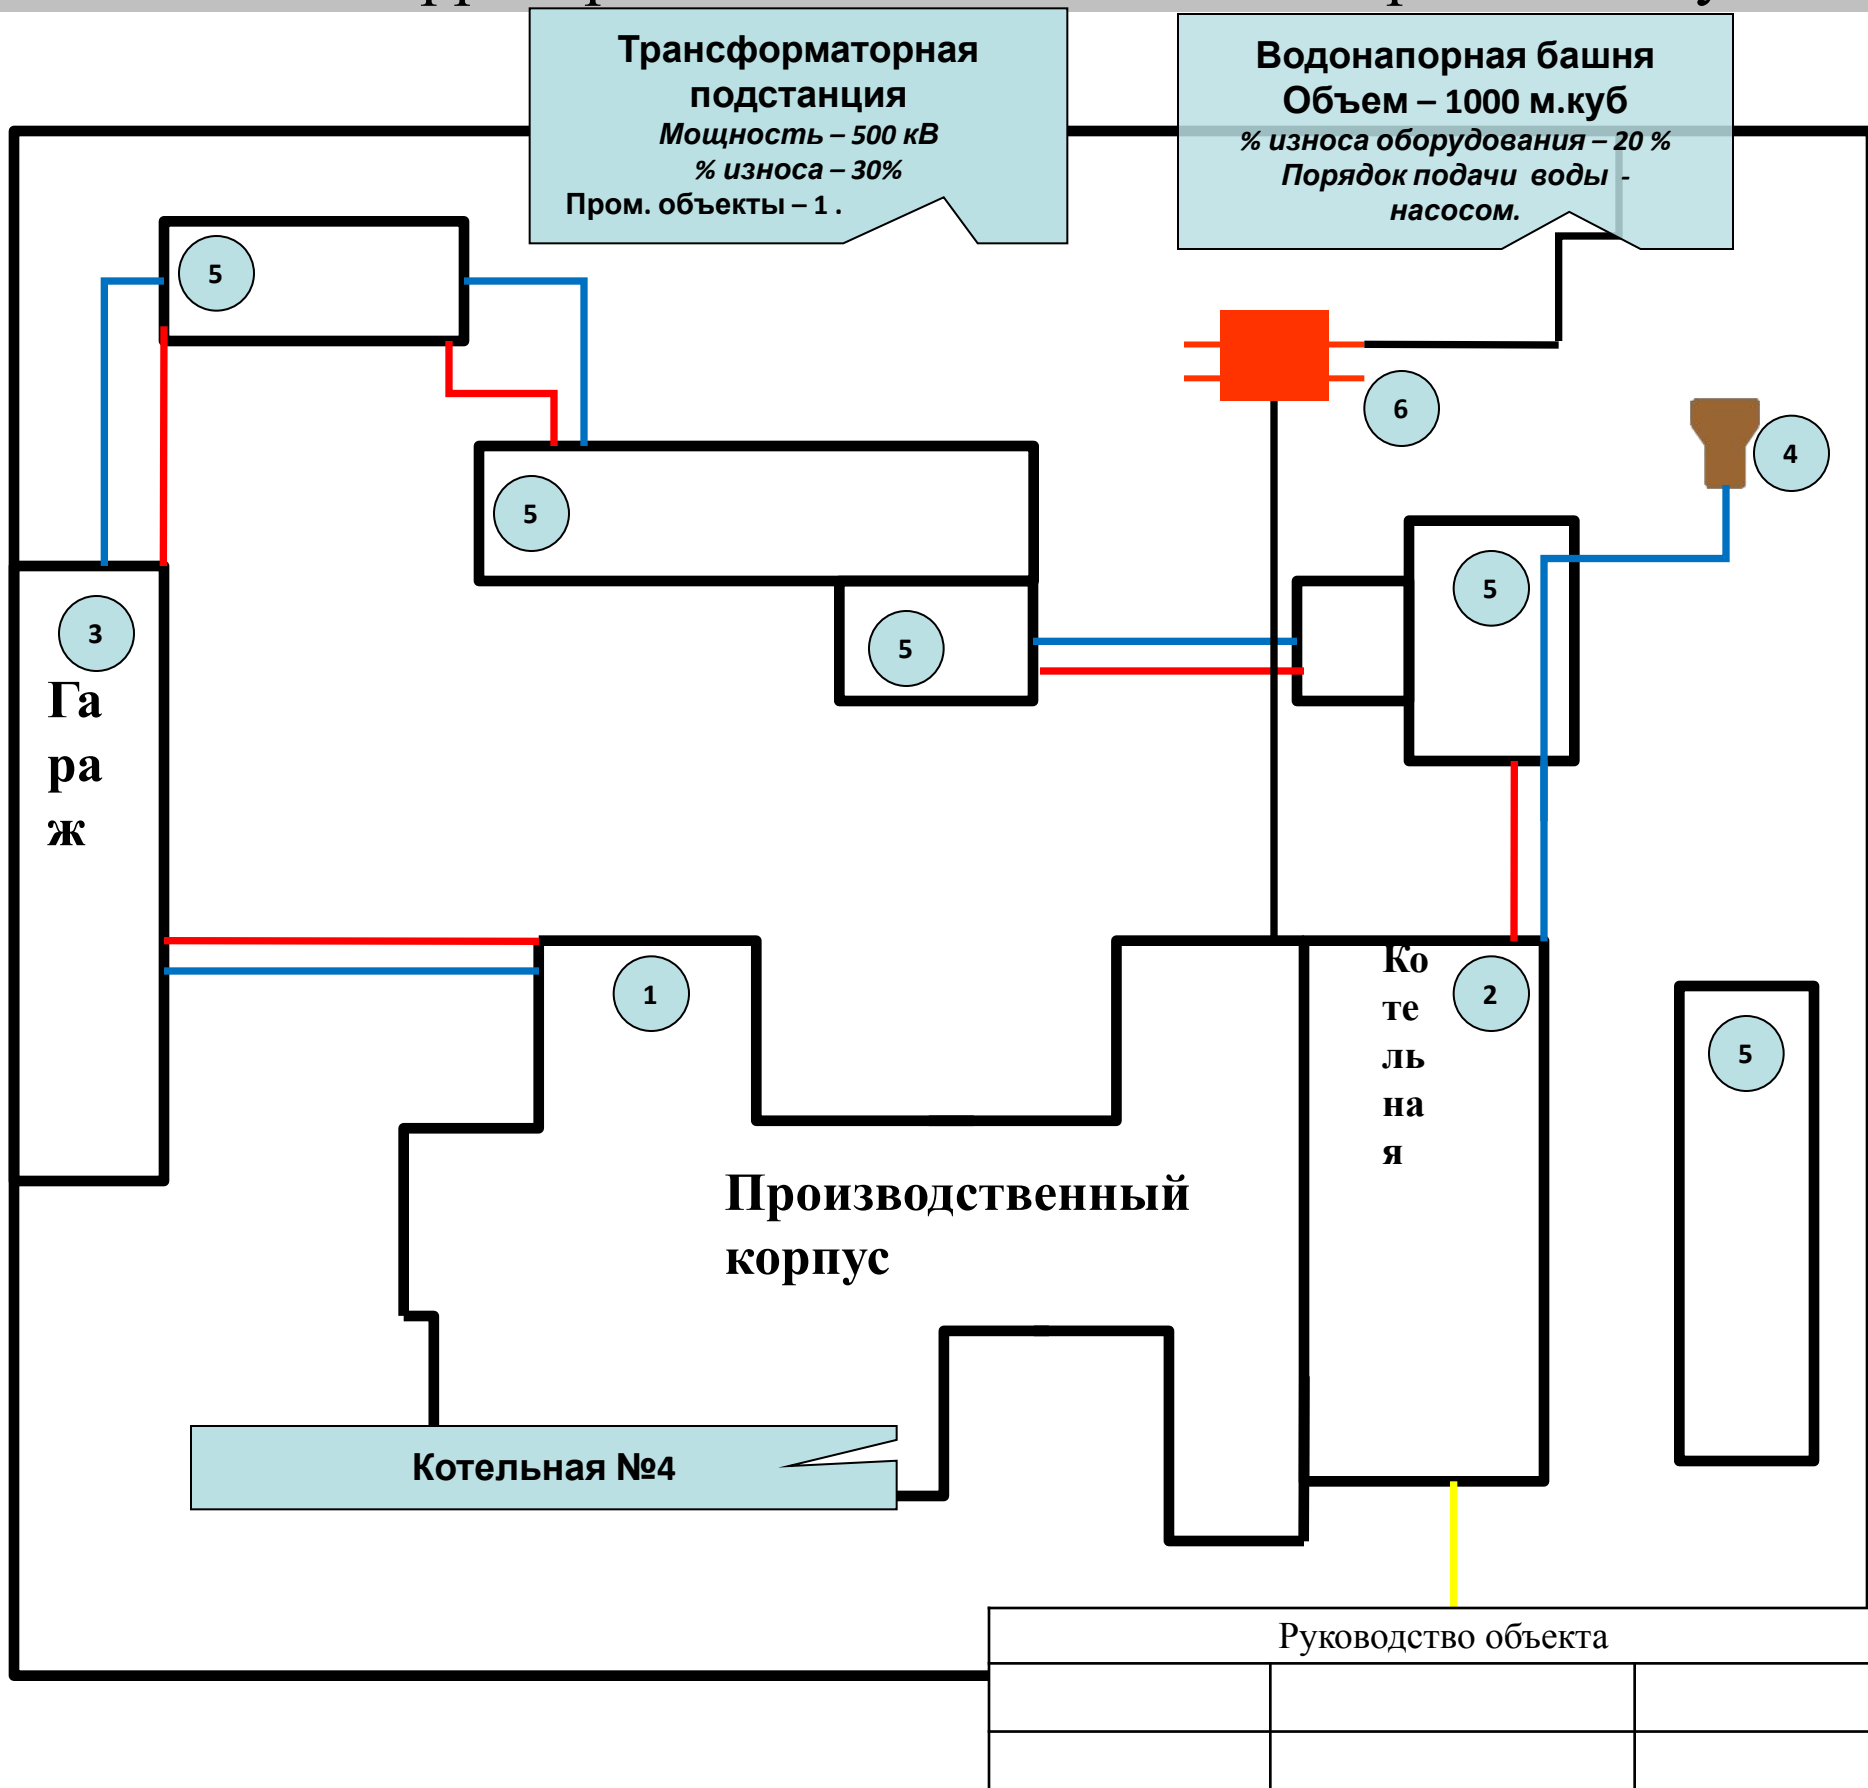 Трансформаторная
подстанция
Мощность – 500 кВ
% износа – 30%
Пром. объекты – 1 .
Водонапорная башня
Объем – 1000 м.куб
% износа оборудования – 20 %
Порядок подачи воды -
насосом.
5
6
4
5
5
5
3
Га
ра
ж
1
Ко
те
ль
на
я
2
5
Производственный
корпус
Котельная №4
Руководство объекта